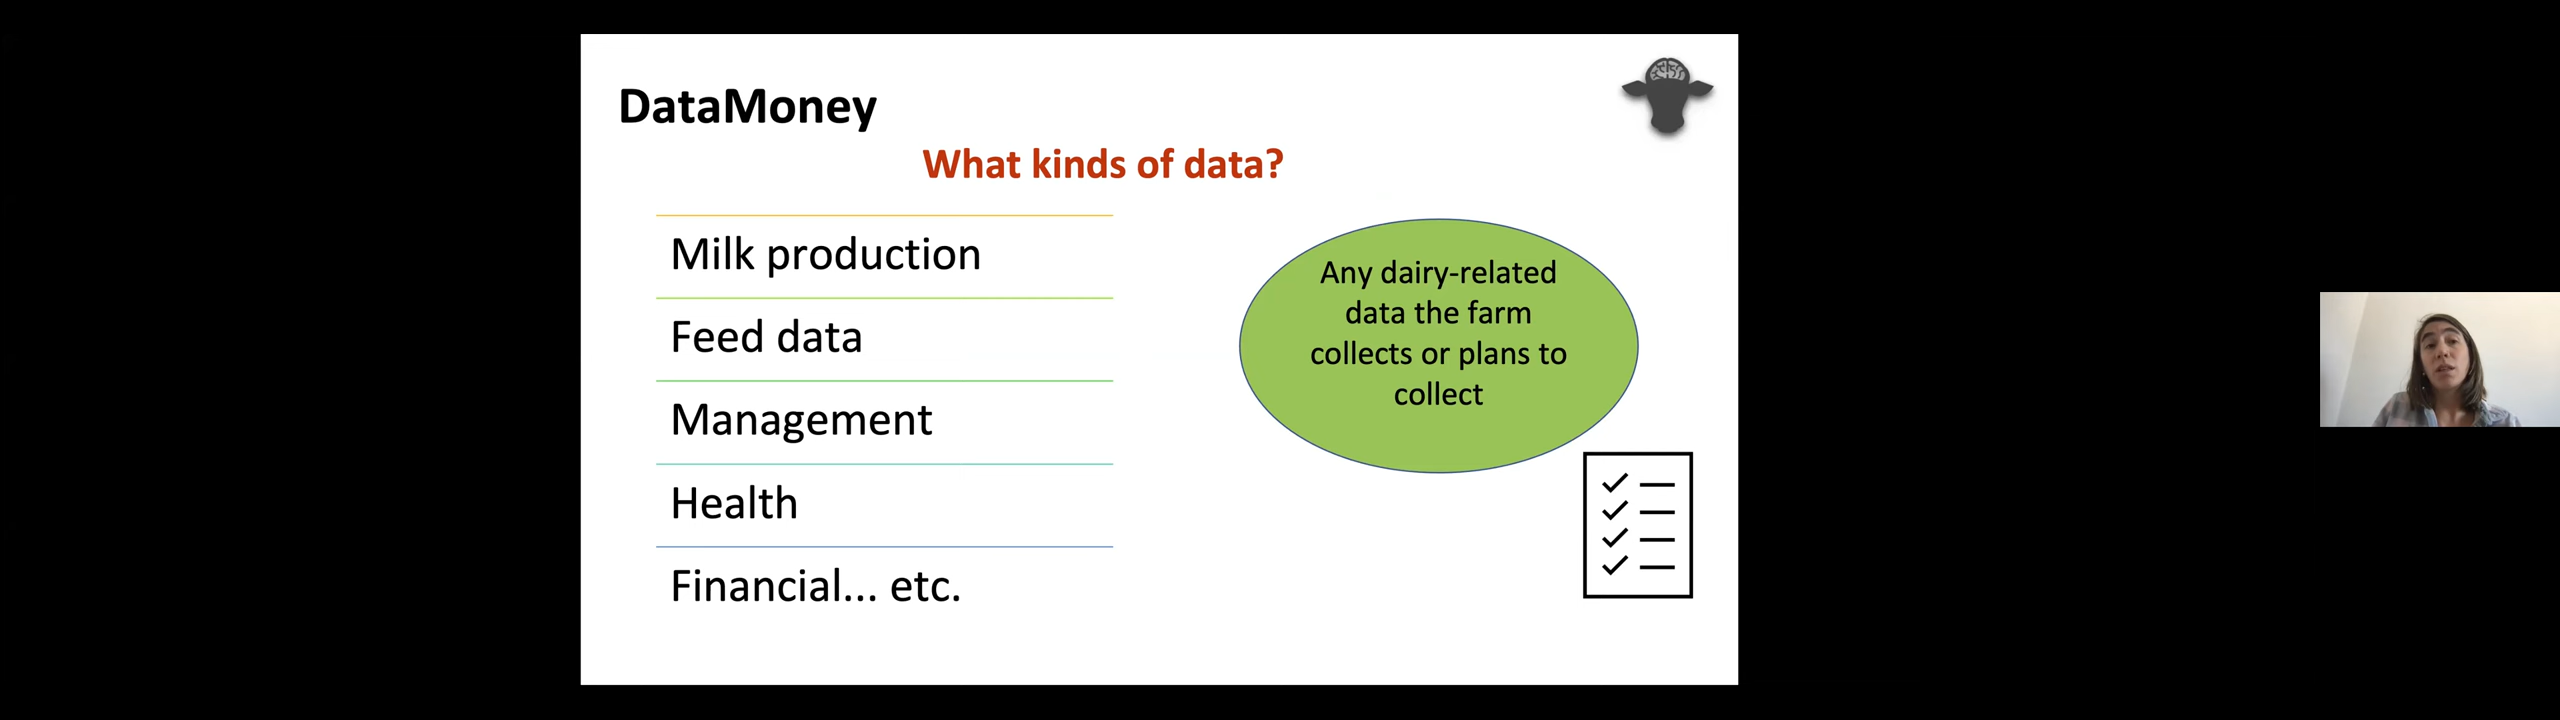 DataMoney
What kinds of data?
Milk production
Feed data
Management
Health
Financial... etc.
Any dairy-related
data the farm
collects or plans to
collect